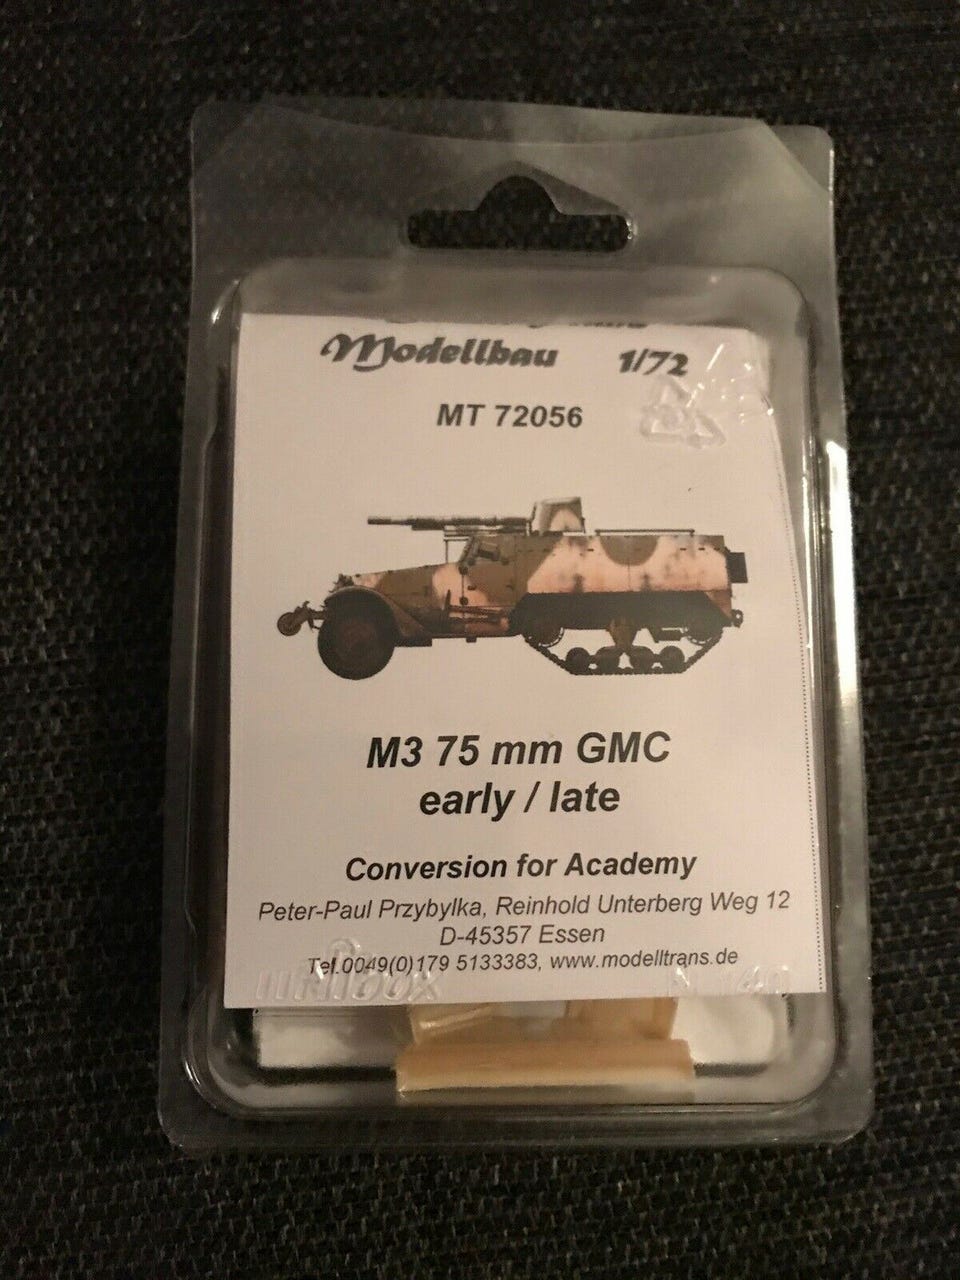 Modellbau 1/72
MT 72056
M3 75 mm GMC
early / late
Conversion for Academy
Peter-Paul Przybylka, Reinhold Unterberg Weg 12
D-45357 Essen
Tel.0049(0)179 5133383, www.modelltrans.de